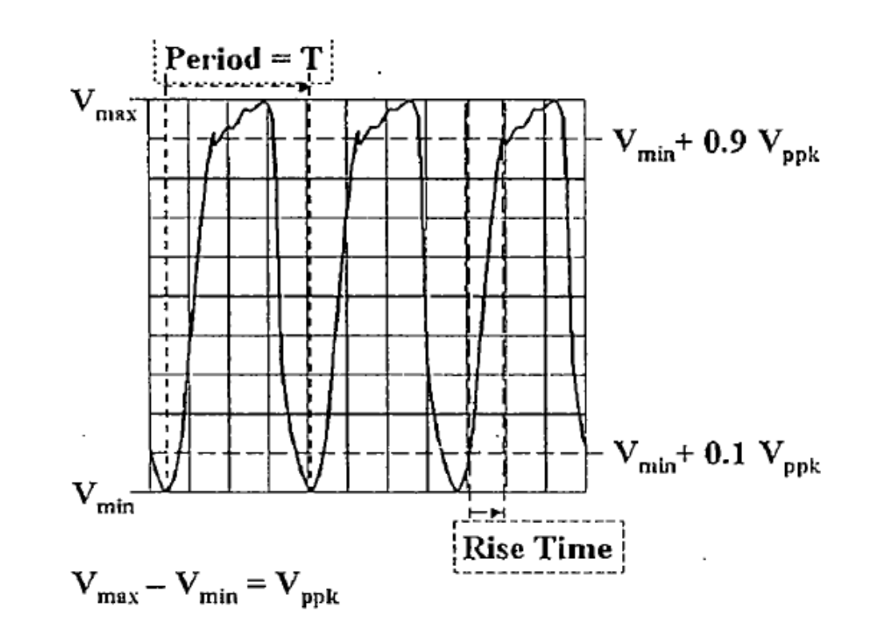 Period = T
Vmax
Vmin+ 0.9 Vppk
Vmin+ 0.1 Vppk
Vmin
Rise Time
Vmax – Vmin = Vppk